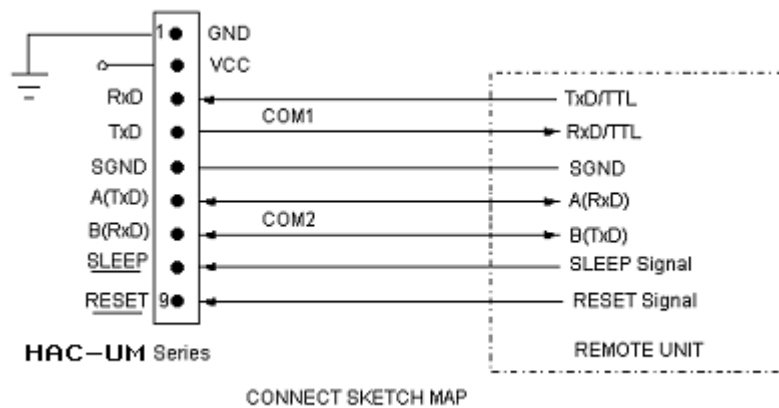 1 GND
VCC
RxD COM1 TxD/TTL
TxD RxD/TTL
SGND SGND
A(TxD) COM2 A(RxD)
B(RxD) B(TxD)
SLEEP SLEEP Signal
RESET 9 RESET Signal
HAC-UM Series REMOTE UNIT
CONNECT SKETCH MAP